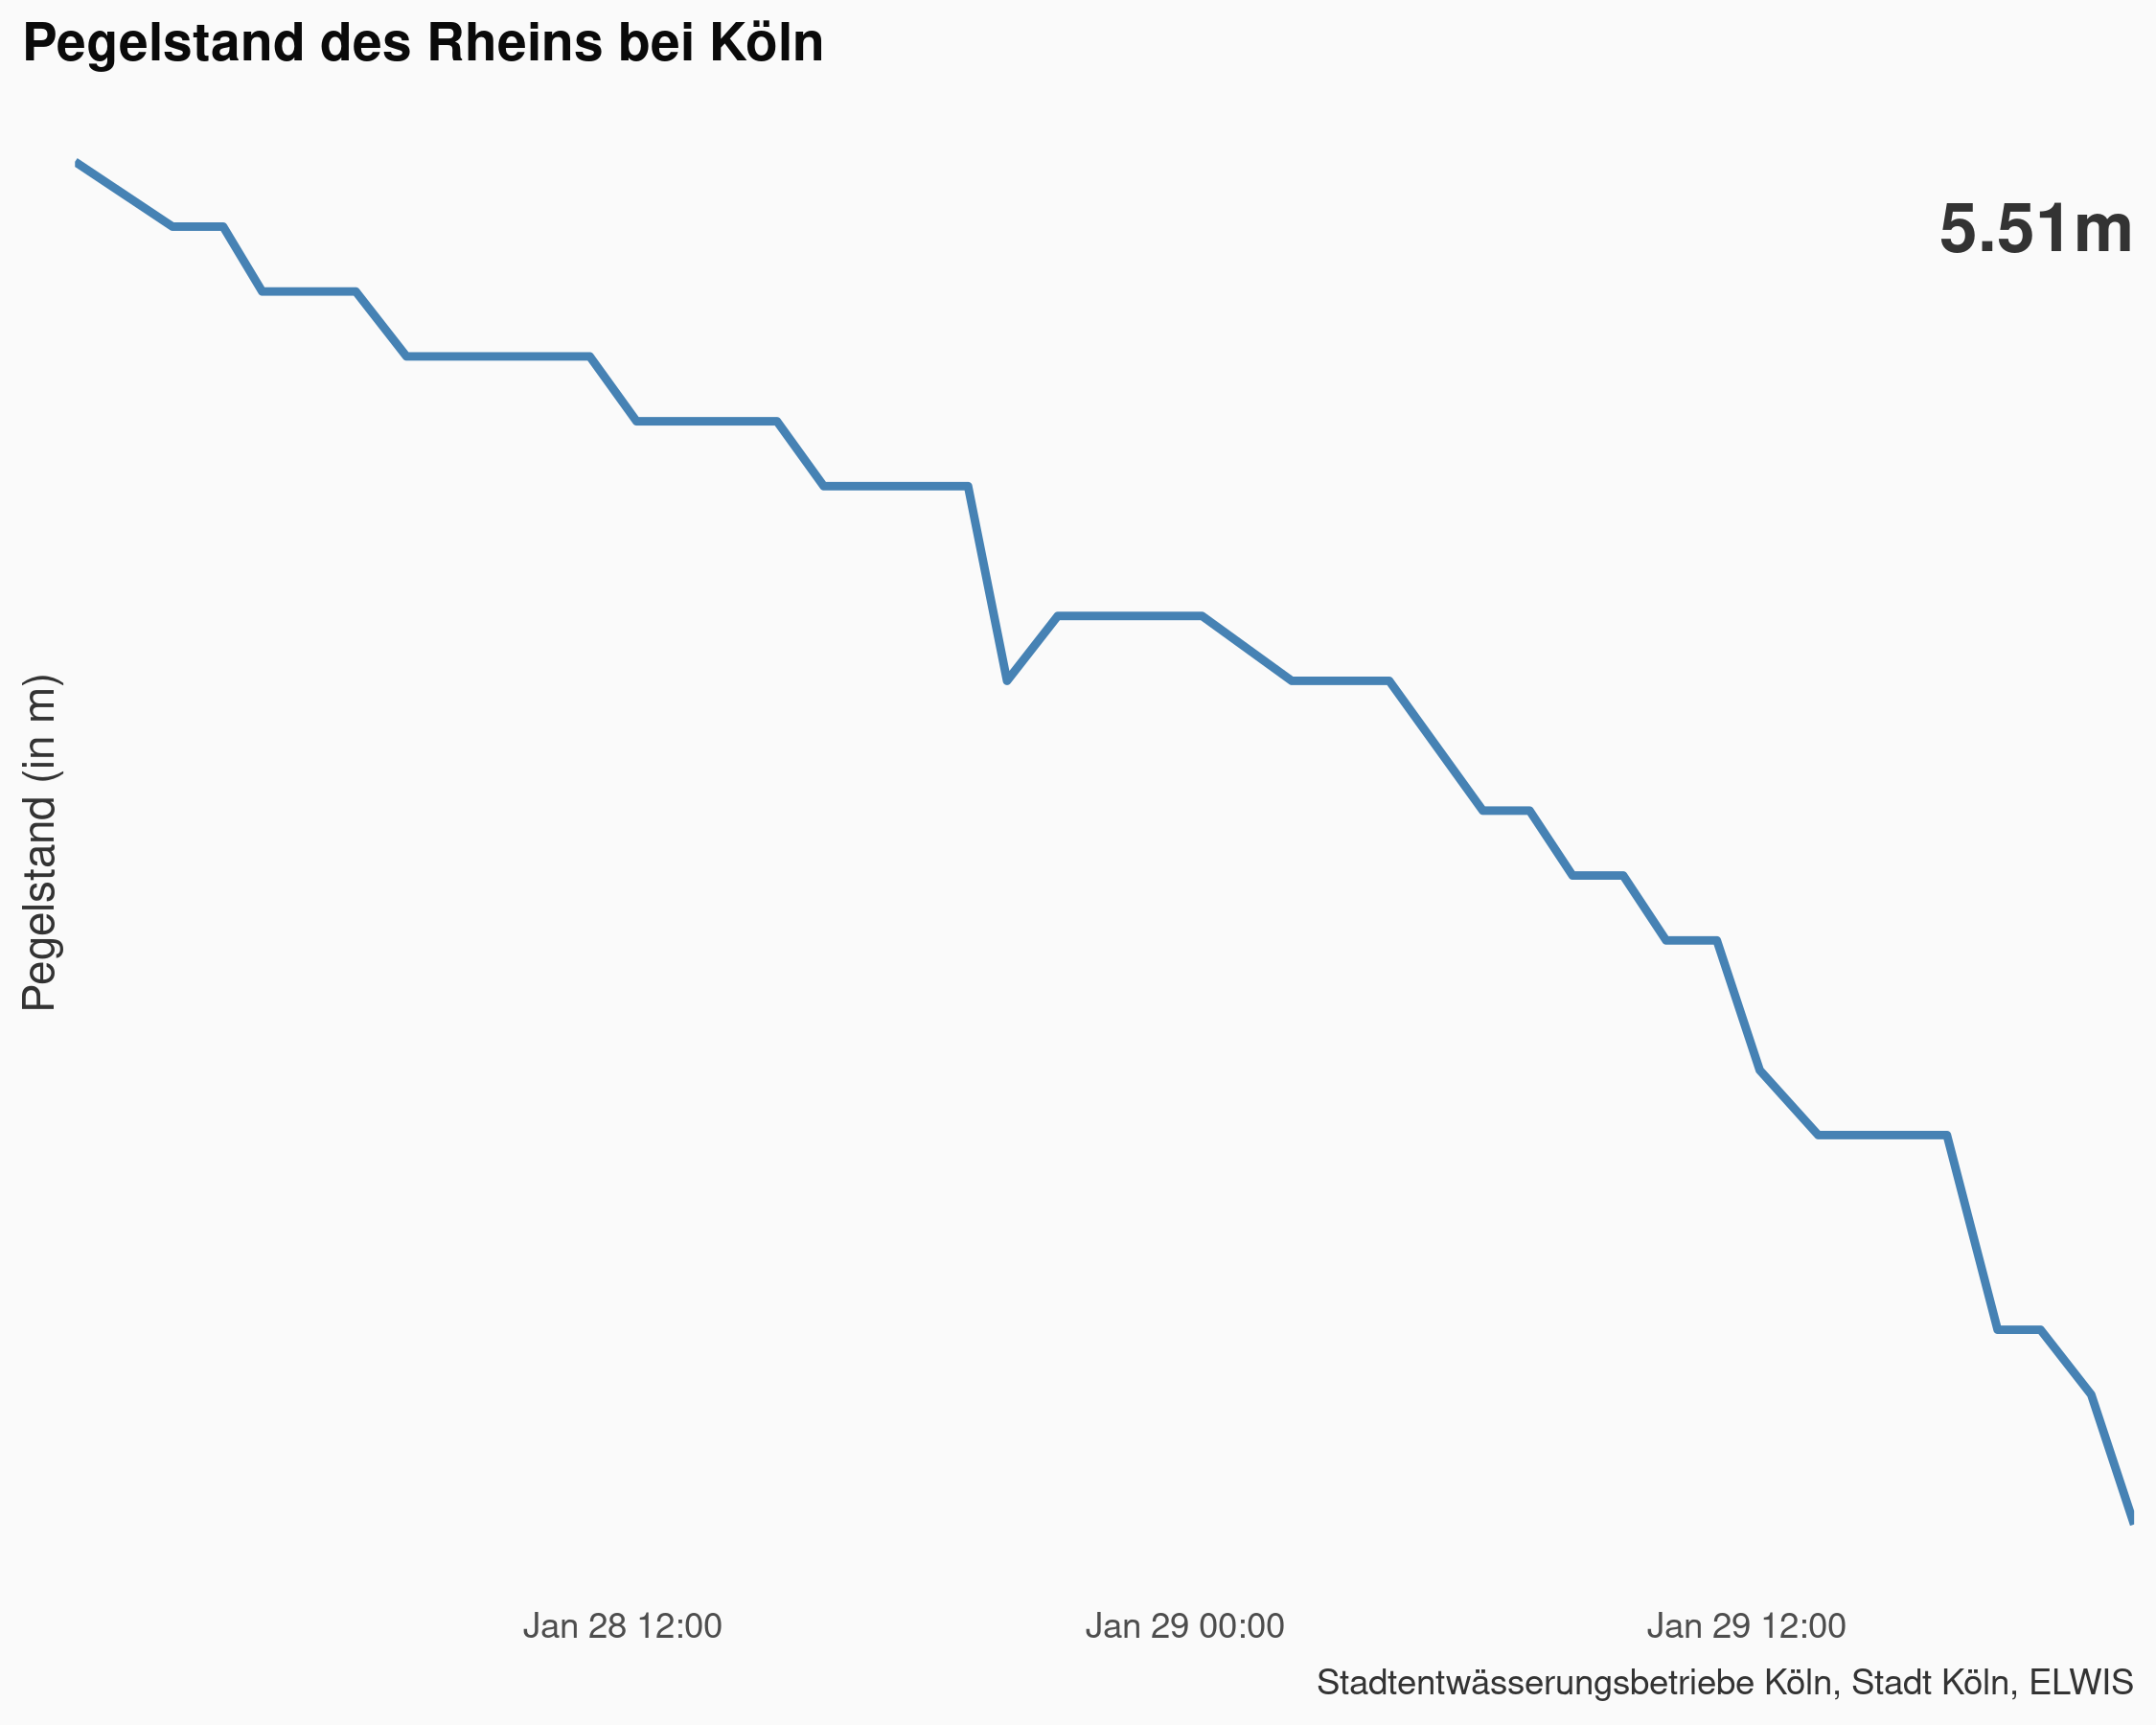 Pegelstand des Rheins bei Köln
5.51m
Pegelstand (in m)
Jan 28 12:00
Jan 29 00:00
Jan 29 12:00
Stadtentwässerungsbetriebe Köln, Stadt Köln, ELWIS